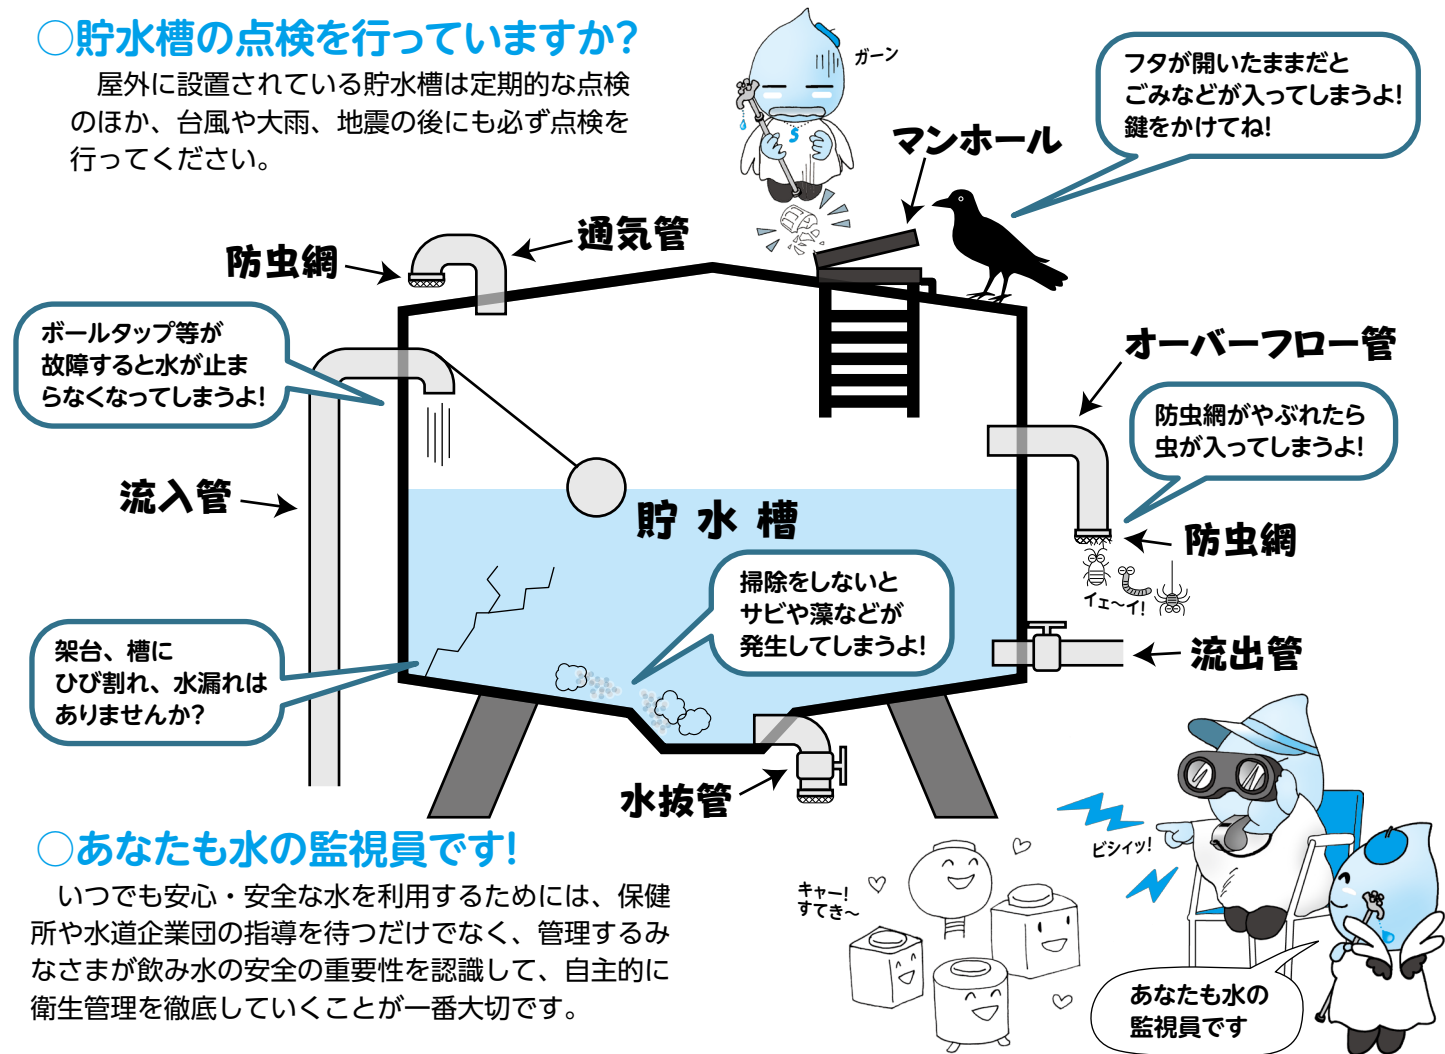 ○貯水槽の点検を行っていますか?
屋外に設置されている貯水槽は定期的な点検
のほか、台風や大雨、地震の後にも必ず点検を
行ってください。
ガーン
S
フタが開いたままだと
ごみなどが入ってしまうよ!
鍵をかけてね!
マンホール
通気管
防虫網
ボールタップ等が
故障すると水が止ま
らなくなってしまうよ!
オーバーフロー管
防虫網がやぶれたら
虫が入ってしまうよ!
流入管
貯水槽
防虫網
イェ〜イ!
掃除をしないと
サビや藻などが
発生してしまうよ!
架台、槽に
ひび割れ、水漏れは
ありませんか?
流出管
水抜管
○あなたも水の監視員です!
いつでも安心・安全な水を利用するためには、保健
所や水道企業団の指導を待つだけでなく、管理するみ
なさまが飲み水の安全の重要性を認識して、自主的に
衛生管理を徹底していくことが一番大切です。
ビシィッ!
キャー!
すてき〜
あなたも水の
監視員です